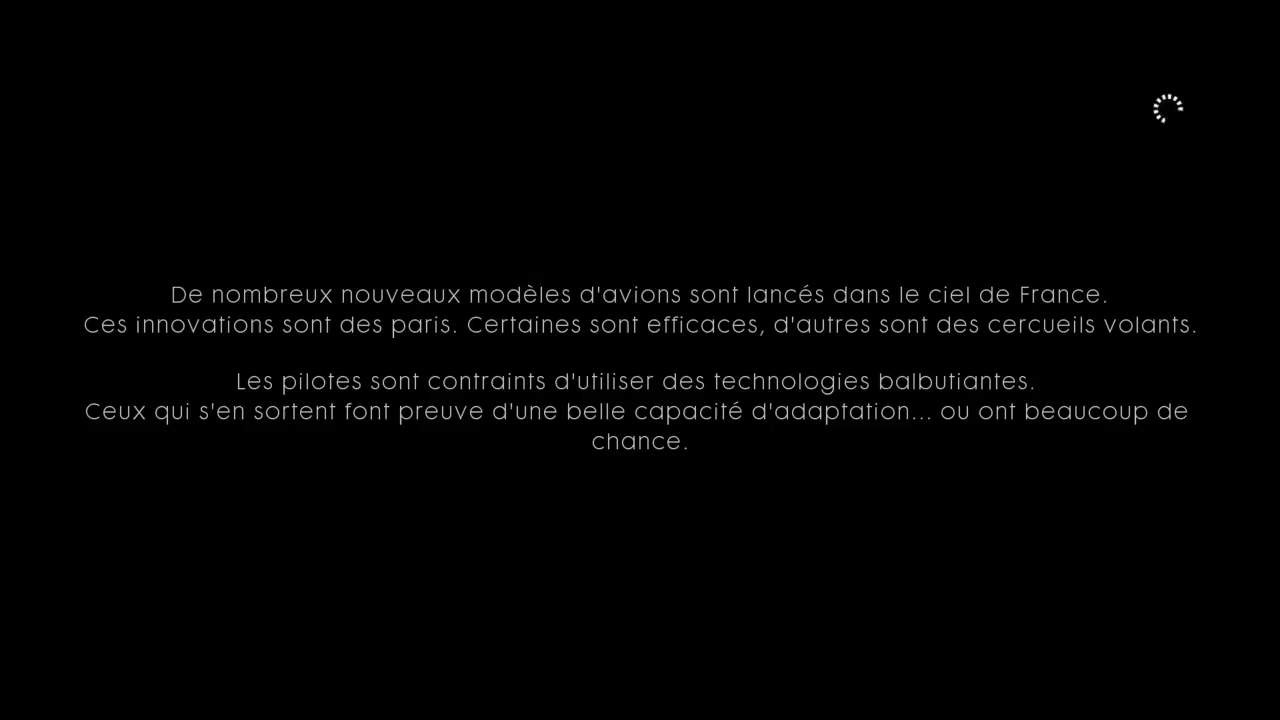 De nombreux nouveaux modèles d'avions sont lancés dans le ciel de France.
Ces innovations sont des paris. Certaines sont efficaces, d'autres sont des cercueils volants.
Les pilotes sont contraints d'utiliser des technologies balbutiantes.
Ceux qui s'en sortent font preuve d'une belle capacité d'adaptation... ou ont beaucoup de
chance.